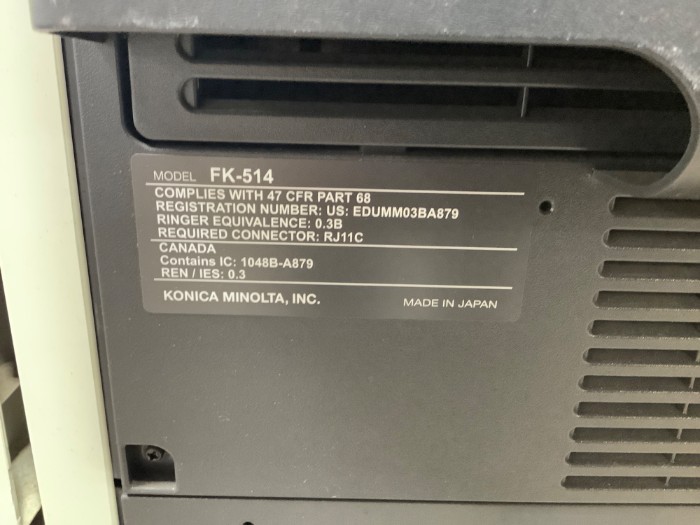 MODEL FK-514
COMPLIES WITH 47 CFR PART 68
REGISTRATION NUMBER: US: EDUMM03BA879
RINGER EQUIVALENCE: 0.3B
REQUIRED CONNECTOR: RJ11C
CANADA
Contains IC: 1048B-A879
REN / IES: 0.3
KONICA MINOLTA, INC. MADE IN JAPAN